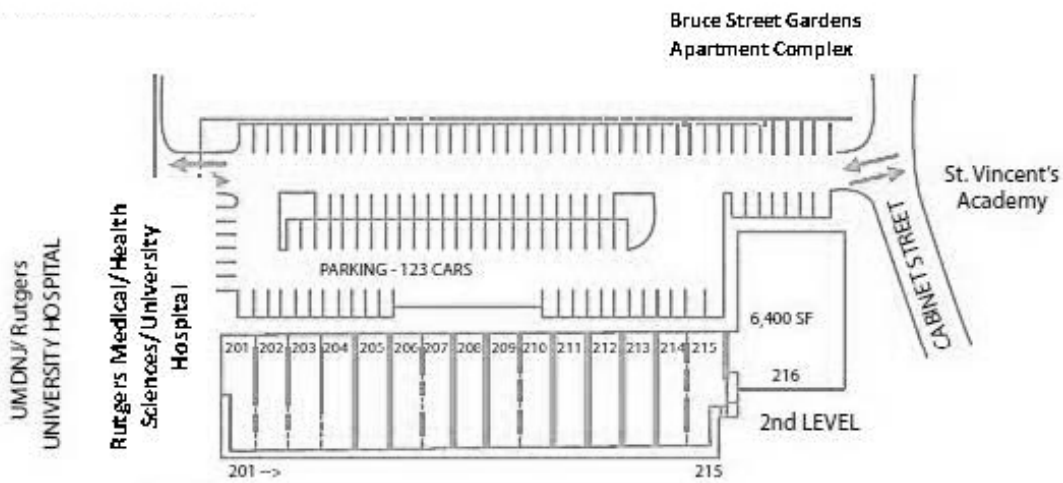 Bruce Street Gardens
Apartment Complex
St. Vincent's
Academy
CABINET STREET
UMDNJ/ Rutgers
UNIVERSITY HOSPITAL
Rutgers Medical/Health
Sciences/University
Hospital
PARKING - 123 CARS
6,400 SF
201 202 203 204 205 206 207 208 209 210 211 212 213 214 215
216
2nd LEVEL
201 --> 215